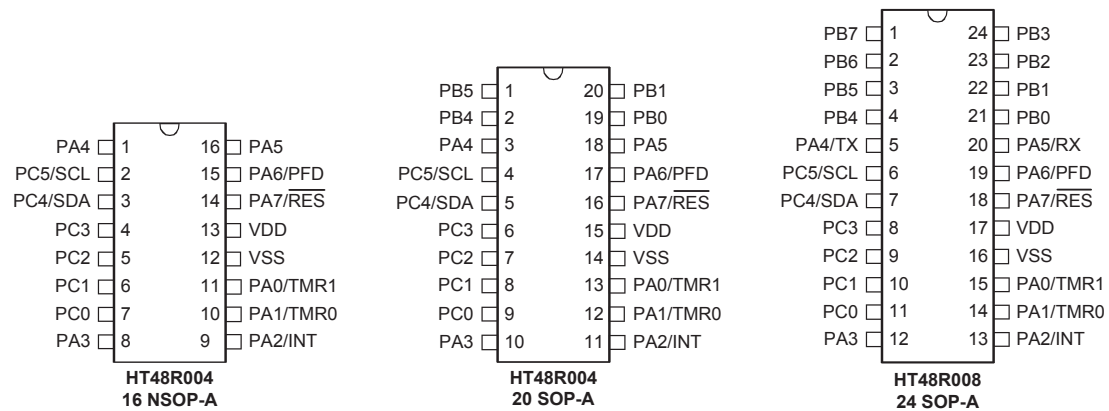 PA4 1 16 PA5
PC5/SCL 2 15 PA6/PFD
PC4/SDA 3 14 PA7/RES
PC3 4 13 VDD
PC2 5 12 VSS
PC1 6 11 PA0/TMR1
PC0 7 10 PA1/TMR0
PA3 8 9 PA2/INT
HT48R004
16 NSOP-A
PB5 1 20 PB1
PB4 2 19 PB0
PA4 3 18 PA5
PC5/SCL 4 17 PA6/PFD
PC4/SDA 5 16 PA7/RES
PC3 6 15 VDD
PC2 7 14 VSS
PC1 8 13 PA0/TMR1
PC0 9 12 PA1/TMR0
PA3 10 11 PA2/INT
HT48R004
20 SOP-A
PB7 1 24 PB3
PB6 2 23 PB2
PB5 3 22 PB1
PB4 4 21 PB0
PA4/TX 5 20 PA5/RX
PC5/SCL 6 19 PA6/PFD
PC4/SDA 7 18 PA7/RES
PC3 8 17 VDD
PC2 9 16 VSS
PC1 10 15 PA0/TMR1
PC0 11 14 PA1/TMR0
PA3 12 13 PA2/INT
HT48R008
24 SOP-A